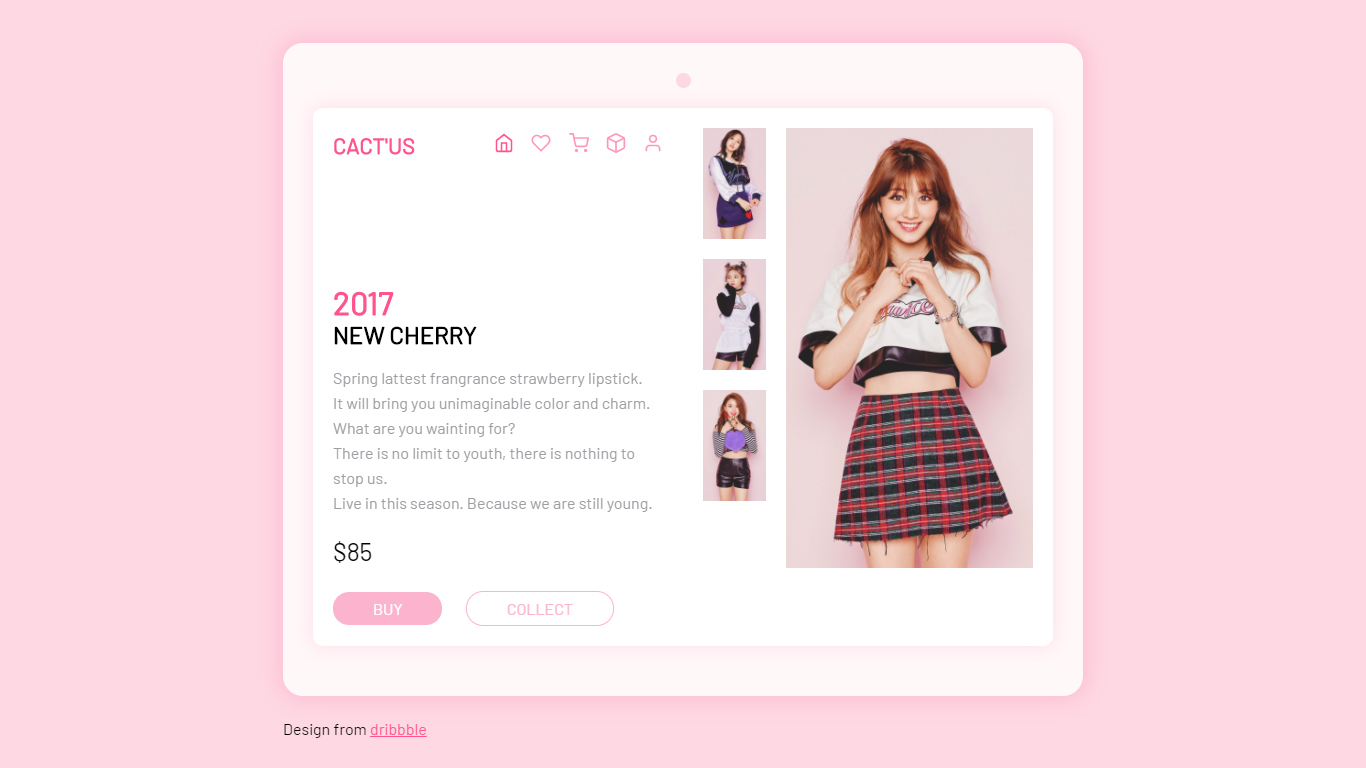 CACT'US
2017
NEW CHERRY
Spring lattest frangrance strawberry lipstick.
It will bring you unimaginable color and charm.
What are you wainting for?
There is no limit to youth, there is nothing to
stop us.
Live in this season. Because we are still young.
$85
BUY
COLLECT
Design from dribbble